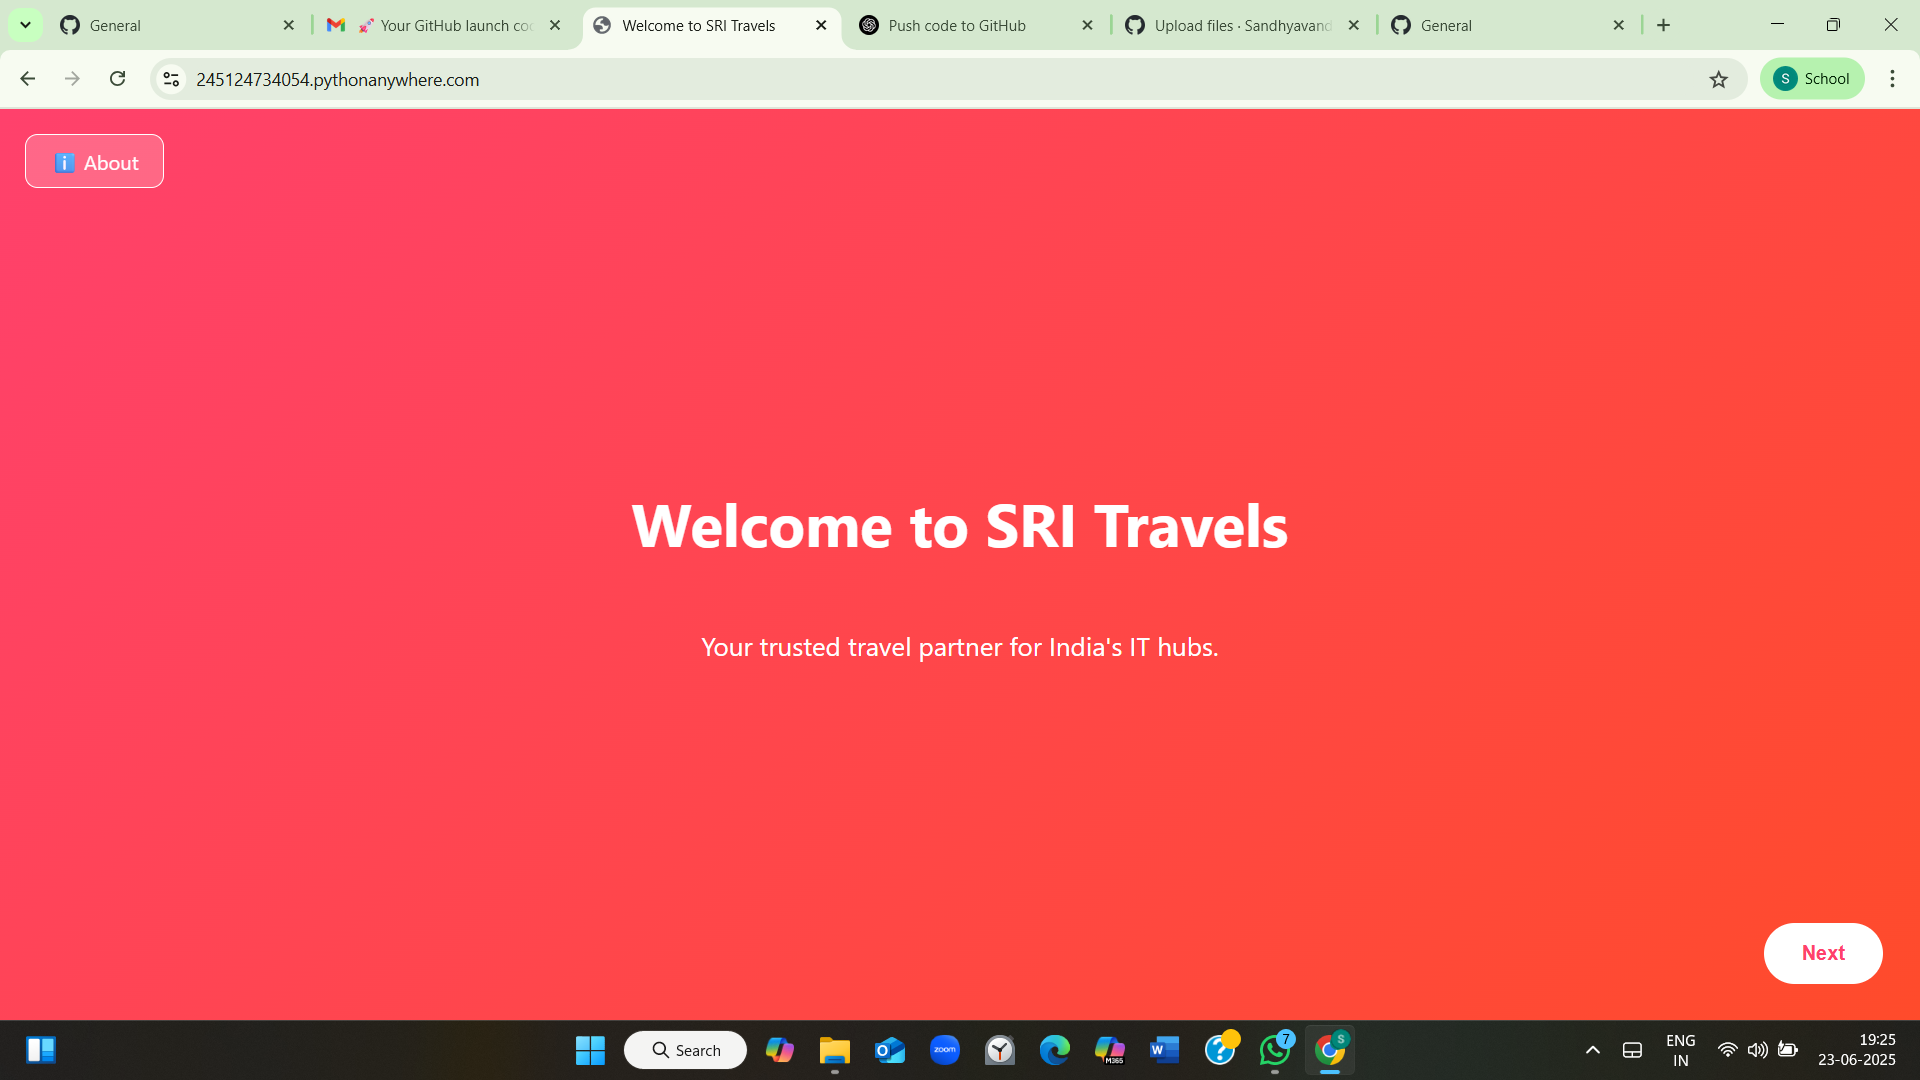 General
🚀 Your GitHub launch co
Welcome to SRI Travels
Push code to GitHub
Upload files · Sandhyavand
General
245124734054.pythonanywhere.com
S School
ℹ️ About
Welcome to SRI Travels
Your trusted travel partner for India's IT hubs.
Next
Search
zoom
M365
7
S
ENG
IN
19:25
23-06-2025